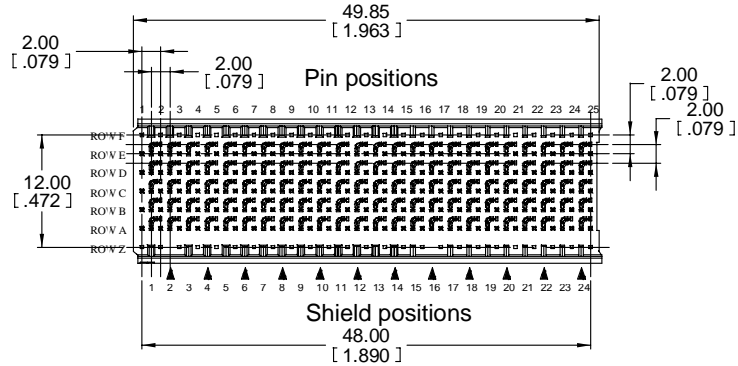 49.85
[ 1.963 ]
2.00
[ .079 ]
2.00
[ .079 ]
Pin positions
2.00
[ .079 ]
2.00
[ .079 ]
1 2 3 4 5 6 7 8 9 10 11 12 13 14 15 16 17 18 19 20 21 22 23 24 25
ROW F
ROW E
ROW D
12.00
[ .472 ]
ROW C
ROW B
ROW A
ROW Z
1 2 3 4 5 6 7 8 9 10 11 12 13 14 15 16 17 18 19 20 21 22 23 24
Shield positions
48.00
[ 1.890 ]